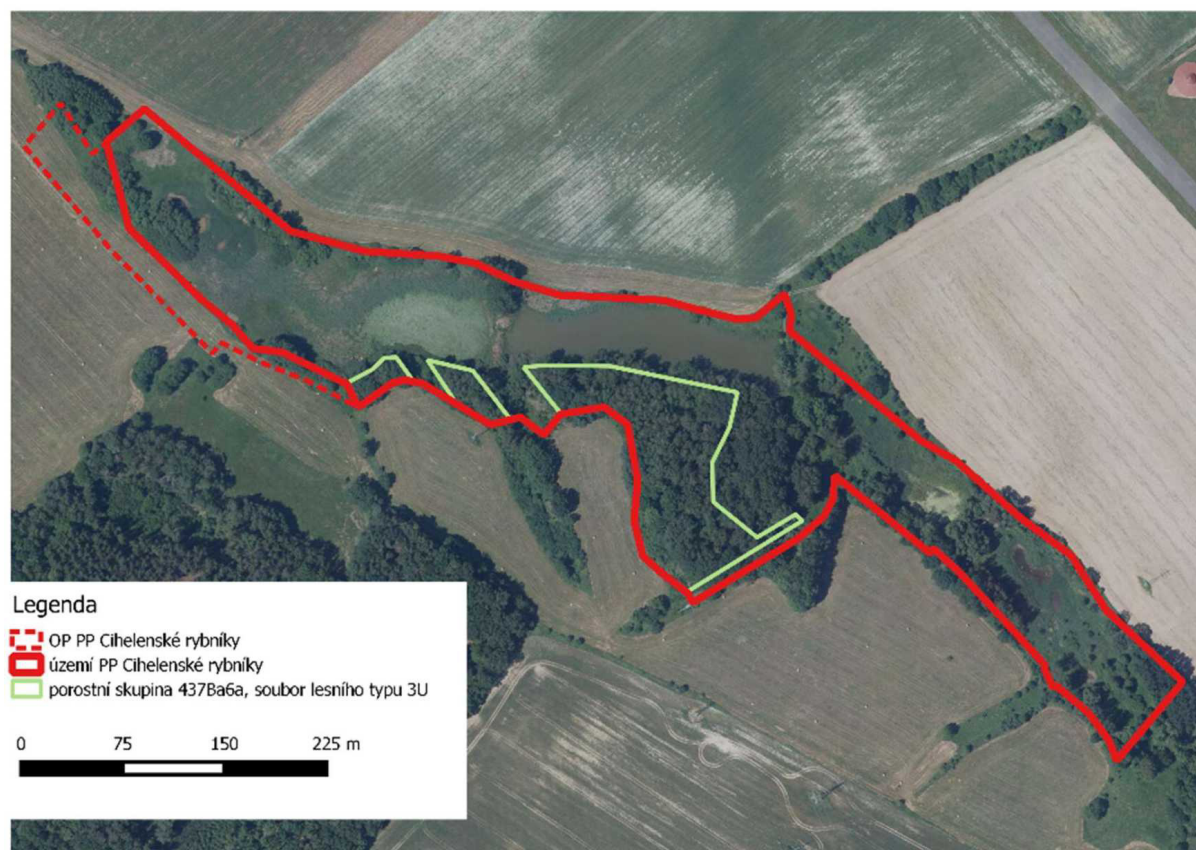 Legenda
OP PP Cihelenské rybníky
území PP Cihelenské rybníky
porostní skupina 437Ba6a, soubor lesního typu 3U
0 75 150 225 m